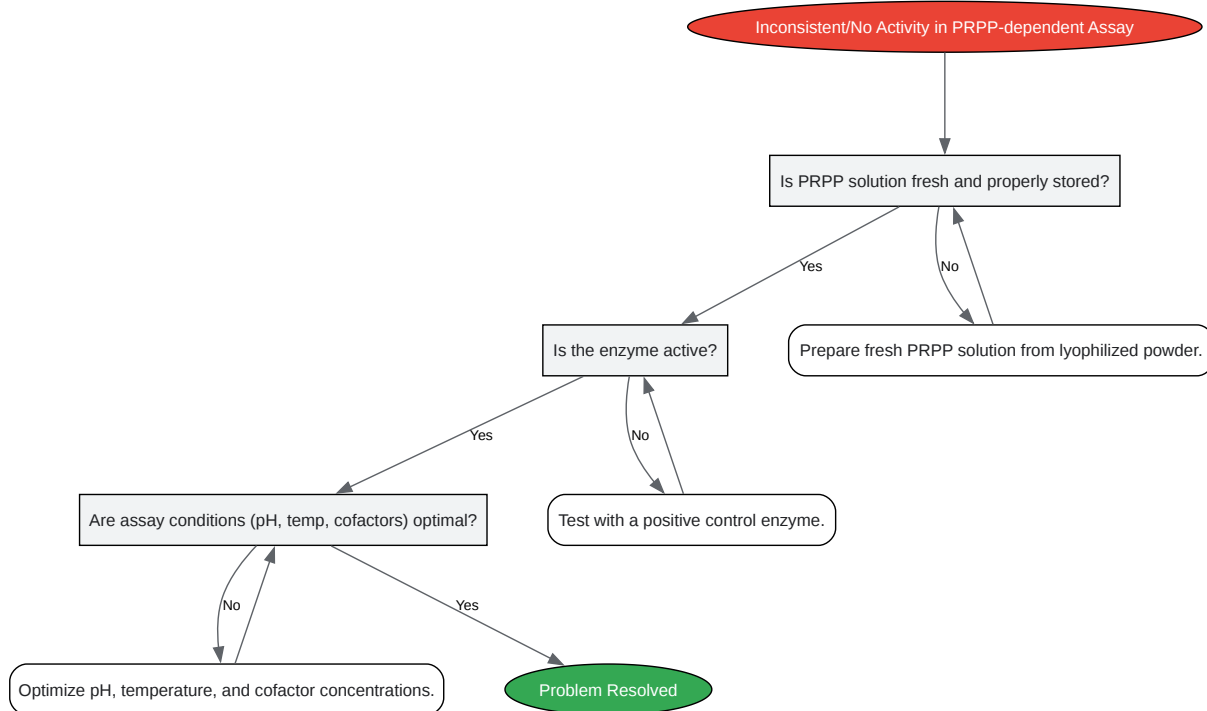 Inconsistent/No Activity in PRPP-dependent Assay
Is PRPP solution fresh and properly stored?
Yes
No
Is the enzyme active?
Prepare fresh PRPP solution from lyophilized powder.
Yes
No
Are assay conditions (pH, temp, cofactors) optimal?
Test with a positive control enzyme.
No
Yes
Optimize pH, temperature, and cofactor concentrations.
Problem Resolved